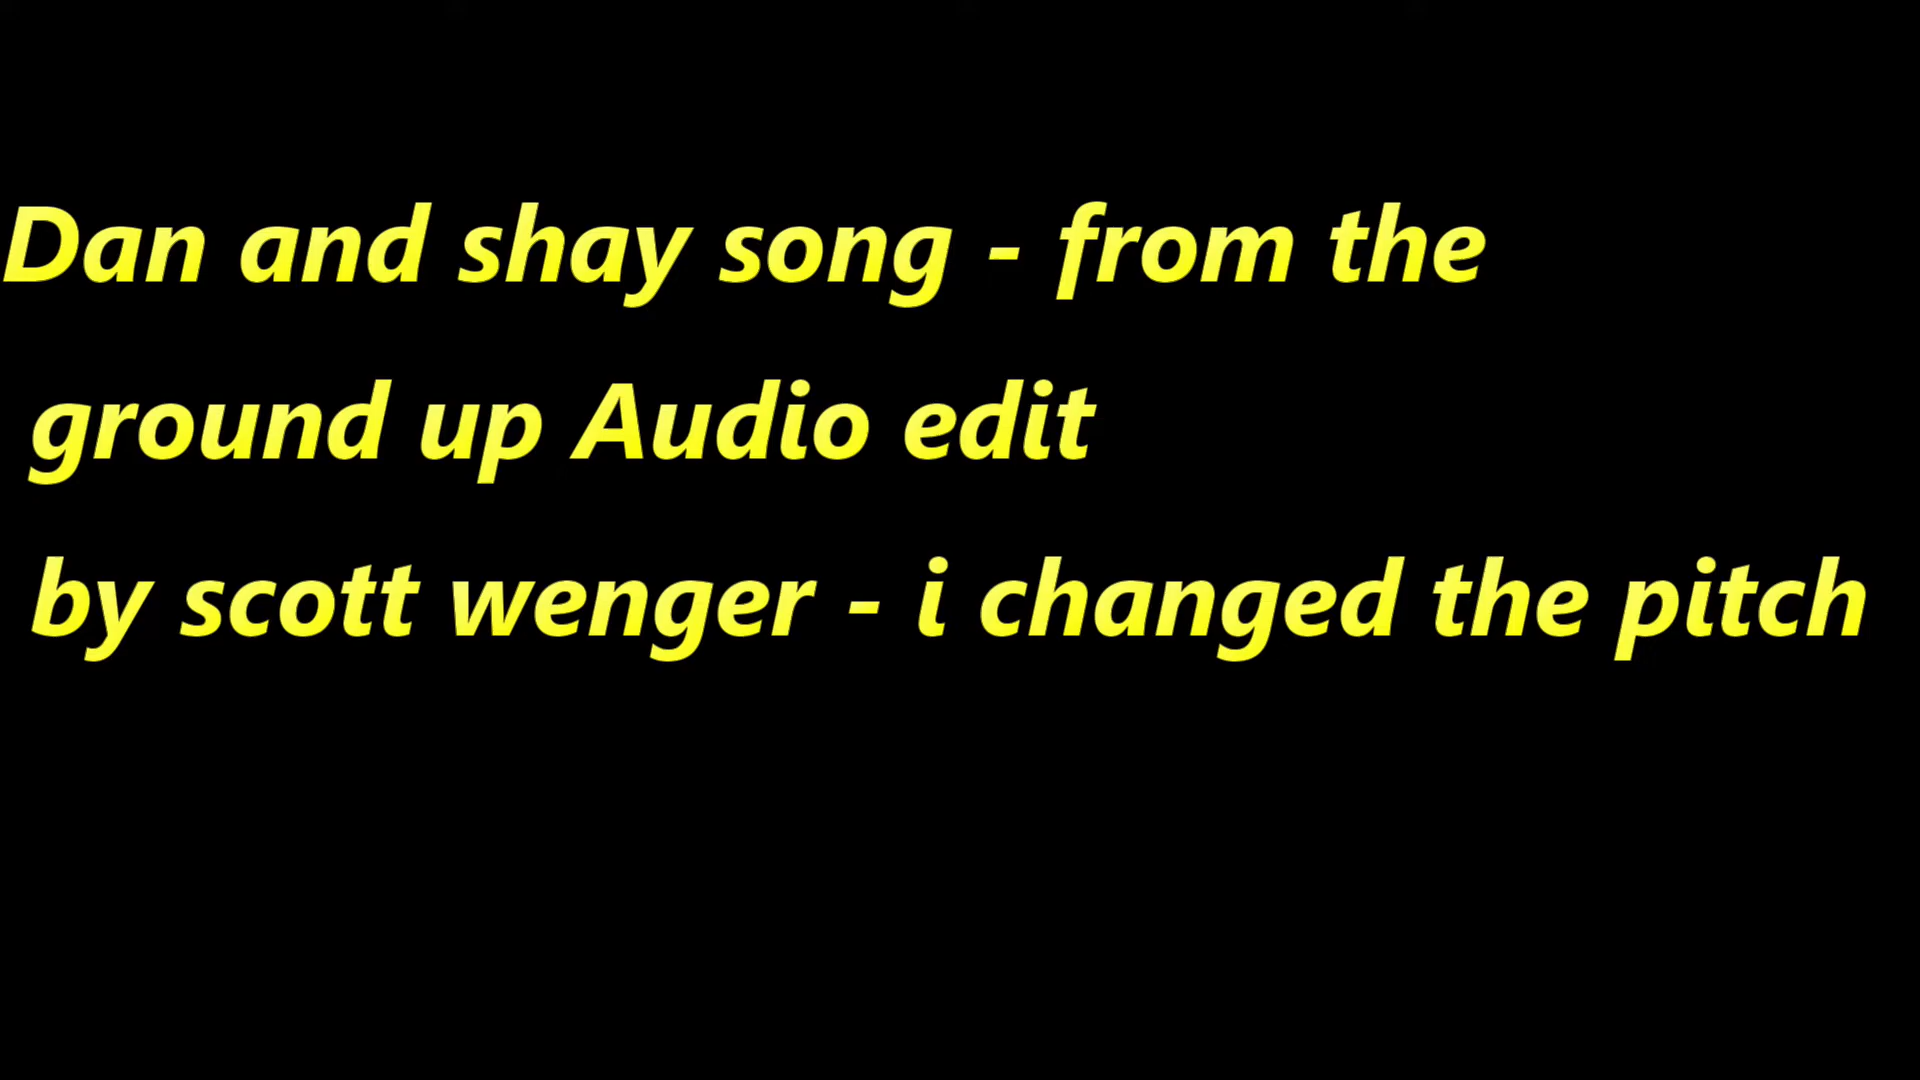 Dan and shay song - from the
ground up Audio edit
by scott wenger - i changed the pitch